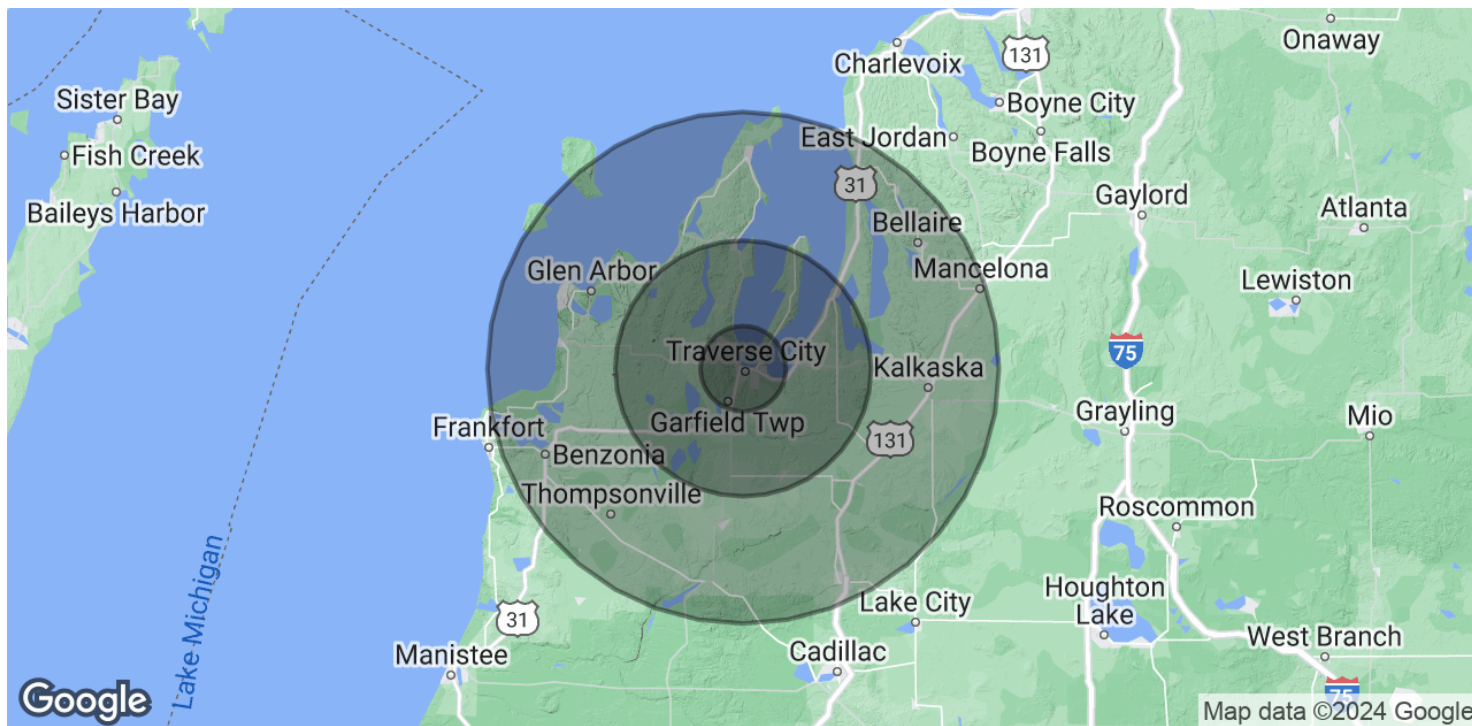 Onaway
131
Charlevoix
Sister Bay
Boyne City
East Jordan
Fish Creek
Boyne Falls
31
Gaylord
Baileys Harbor
Bellaire
Atlanta
Glen Arbor
Mancelona
Lewiston
Traverse City
75
Kalkaska
Garfield Twp
Grayling
Mio
Frankfort
131
Benzonia
Thompsonville
Roscommon
Lake Michigan
Houghton
Lake
Lake City
31
West Branch
Manistee
Cadillac
75
Google
Map data ©2024 Google